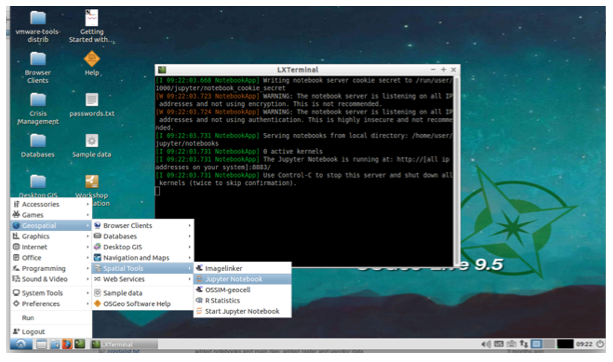 vmware-tools-
distrib
Getting
Started with...
Browser
Clients
Help
Crisis
Management
passwords.txt
Databases
Sample data
Desktop GIS
Workshop
ation
LXTerminal
[I 09:22:03.668 NotebookApp] Writing notebook server cookie secret to /run/user/
1000/jupyter/notebook_cookie_secret
[W 09:22:03.723 NotebookApp] WARNING: The notebook server is listening on all IP
addresses and not using encryption. This is not recommended.
[W 09:22:03.724 NotebookApp] WARNING: The notebook server is listening on all IP
addresses and not using authentication. This is highly insecure and not recomme
nded.
[I 09:22:03.731 NotebookApp] Serving notebooks from local directory: /home/user/
jupyter/notebooks
[I 09:22:03.731 NotebookApp] 0 active kernels
[I 09:22:03.731 NotebookApp] The Jupyter Notebook is running at: http://[all ip
addresses on your system]:8883/
[I 09:22:03.731 NotebookApp] Use Control-C to stop this server and shut down all
kernels (twice to skip confirmation).
9.5
Accessories
Games
Geospatial
Graphics
Internet
Office
Programming
Sound & Video
System Tools
Preferences
Run
Logout
Browser Clients
Databases
Desktop GIS
Navigation and Maps
Spatial Tools
Web Services
Sample data
OSGeo Software Help
Imagelinker
Jupyter Notebook
OSSIM-geocell
R Statistics
Start Jupyter Notebook
LXTerminal
09:22